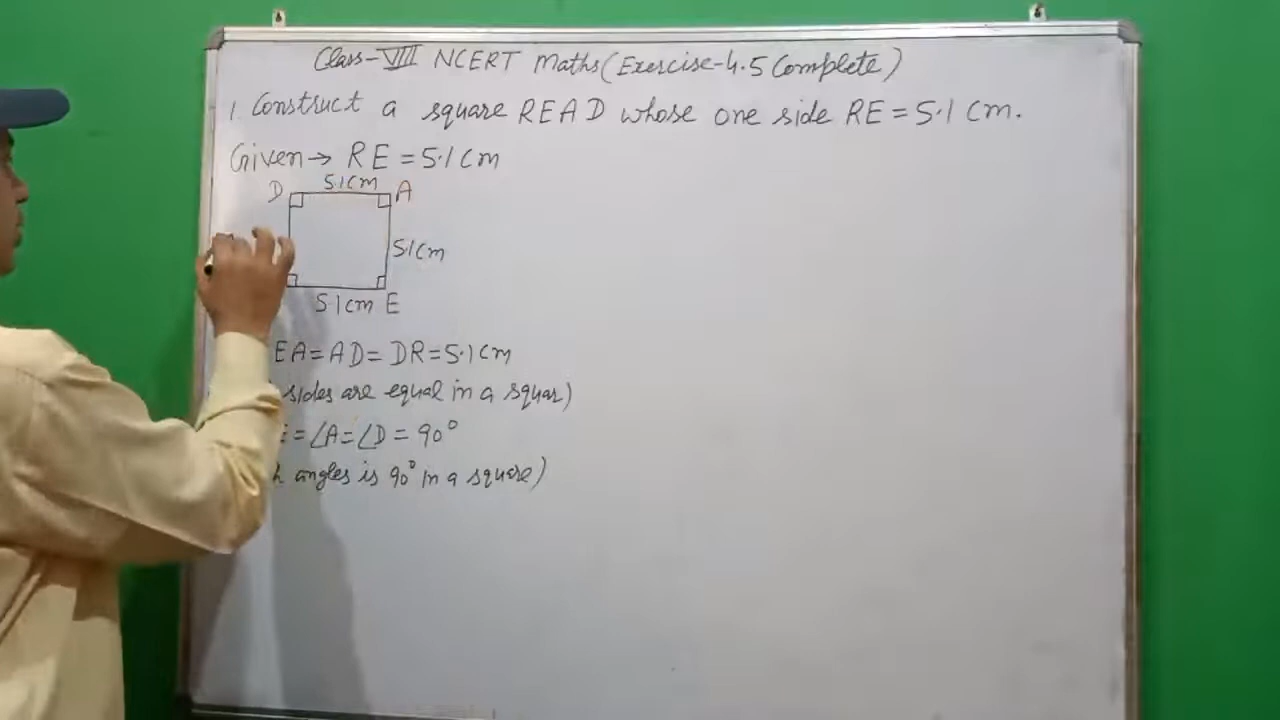 Class-VIII NCERT Maths (Exercise-4.5 Complete)
1. Construct a square READ whose one side RE = 5.1 cm.
Given → RE = 5.1 cm
5.1cm
D A
5.1cm
5.1cm E
EA = AD = DR = 5.1 cm
sides are equal in a squar)
= ∠A = ∠D = 90°
angles is 90° in a square)